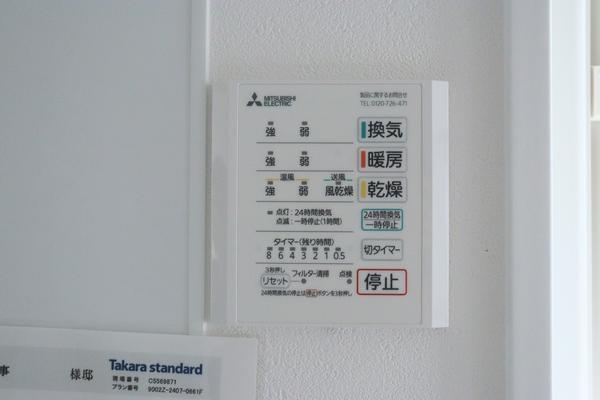 MITSUBISHI ELECTRIC
製品に関するお問合せ
TEL:0120-726-471
強 弱 換気
強 弱 暖房
温風 送風
強 弱 風乾燥 乾燥
点灯:24時間換気
点滅:一時停止(1時間)
24時間換気
一時停止
タイマー(残り時間)
8 6 4 3 2 1 0.5
切タイマー
3秒押し
リセット フィルター清掃 点検
停止
24時間換気の停止は停止ボタンを3秒押し
事 様邸
Takara standard
現場番号 CS569871
プラン番号 9002Z-2407-0661F